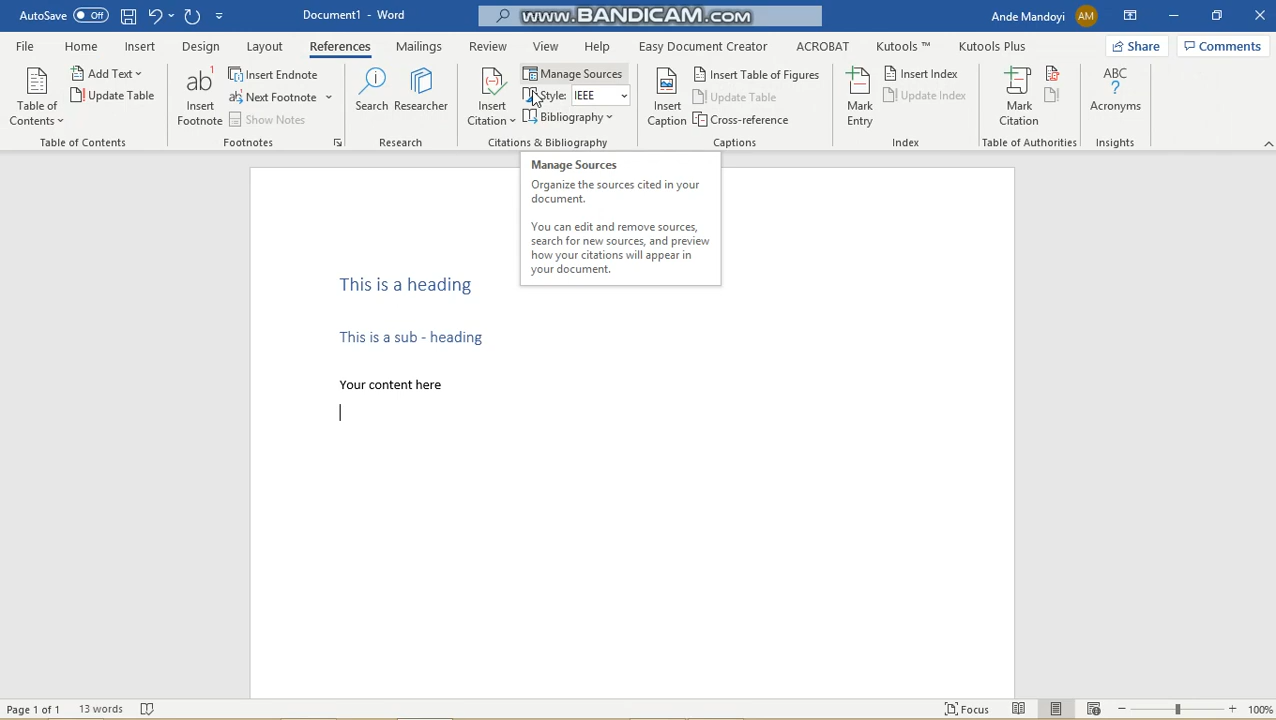 AutoSave Off Document1 - Word www.BANDICAM.com Ande Mandoyi AM
File Home Insert Design Layout References Mailings Review View Help Easy Document Creator ACROBAT Kutools ™ Kutools Plus Share Comments
Table of Contents
Add Text
Update Table
Table of Contents
ab1 Insert Footnote
Insert Endnote
Next Footnote
Show Notes
Footnotes
Search
Researcher
Research
Insert Citation
Manage Sources
Style: IEEE
Bibliography
Citations & Bibliography
Insert Caption
Insert Table of Figures
Update Table
Cross-reference
Captions
Mark Entry
Insert Index
Update Index
Index
Mark Citation
Table of Authorities
ABC
?
Acronyms
Insights
Manage Sources
Organize the sources cited in your
document.
You can edit and remove sources,
search for new sources, and preview
how your citations will appear in
your document.
This is a heading
This is a sub - heading
Your content here
Page 1 of 1 13 words Focus 100%